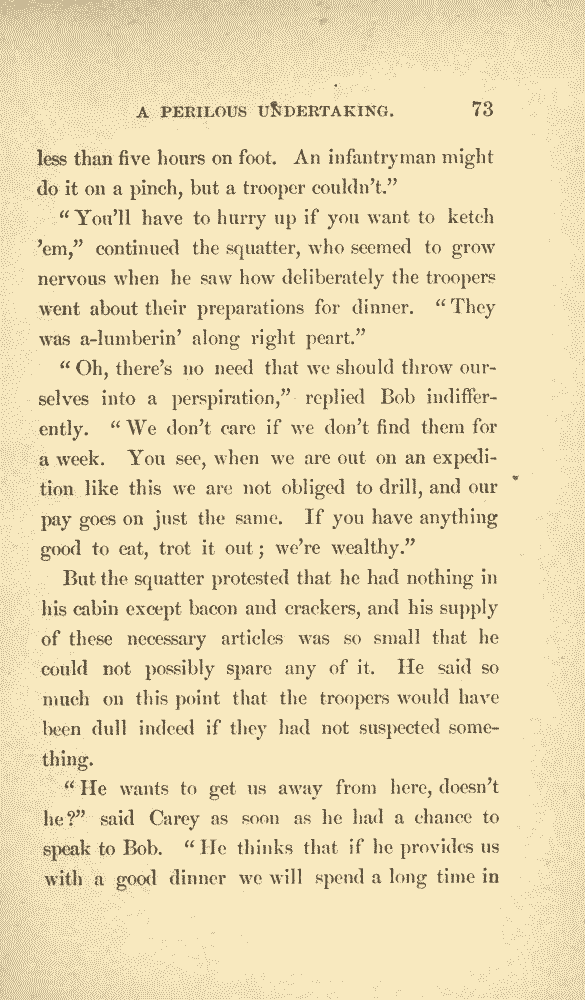 A PERILOUS UNDERTAKING. 73
less than five hours on foot. An infantryman might
do it on a pinch, but a trooper couldn't.”
“You'll have to hurry up if you want to ketch
'em,” continued the squatter, who seemed to grow
nervous when he saw how deliberately the troopers
went about their preparations for dinner. “They
was a-lumberin' along right peart.”
“Oh, there's no need that we should throw our-
selves into a perspiration,” replied Bob indiffer-
ently. “We don't care if we don't find them for
a week. You see, when we are out on an expedi-
tion like this we are not obliged to drill, and our
pay goes on just the same. If you have anything
good to eat, trot it out; we're wealthy.”
But the squatter protested that he had nothing in
his cabin except bacon and crackers, and his supply
of these necessary articles was so small that he
could not possibly spare any of it. He said so
much on this point that the troopers would have
been dull indeed if they had not suspected some-
thing.
“He wants to get us away from here, doesn't
he?” said Carey as soon as he had a chance to
speak to Bob. “He thinks that if he provides us
with a good dinner we will spend a long time in